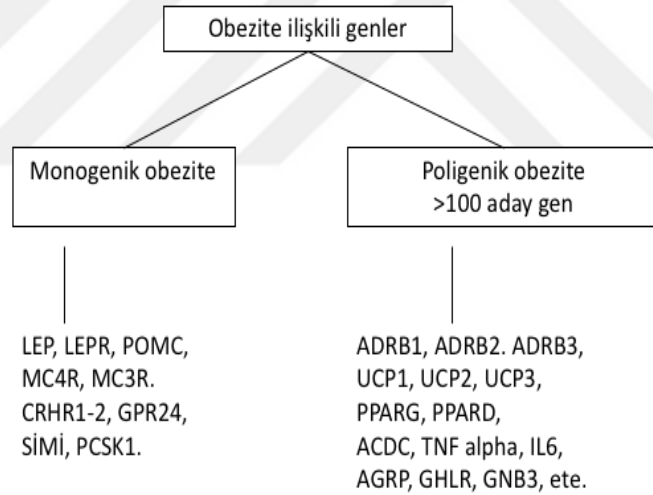 Obezite ilişkili genler
Monogenik obezite
Poligenik obezite
>100 aday gen
LEP, LEPR, POMC,
MC4R, MC3R.
CRHR1-2, GPR24,
SİMİ, PCSK1.
ADRB1, ADRB2. ADRB3,
UCP1, UCP2, UCP3,
PPARG, PPARD,
ACDC, TNF alpha, IL6,
AGRP, GHLR, GNB3, ete.